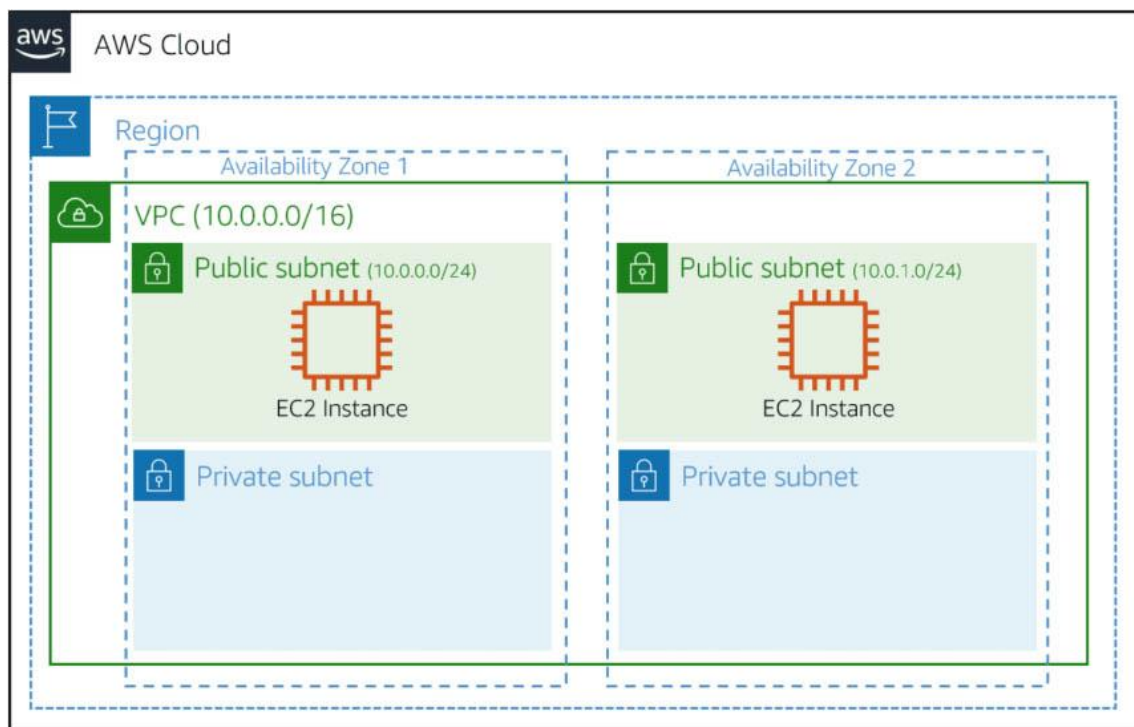 aws
AWS Cloud
Region
Availability Zone 1
Availability Zone 2
VPC (10.0.0.0/16)
Public subnet (10.0.0.0/24)
EC2 Instance
Public subnet (10.0.1.0/24)
EC2 Instance
Private subnet
Private subnet